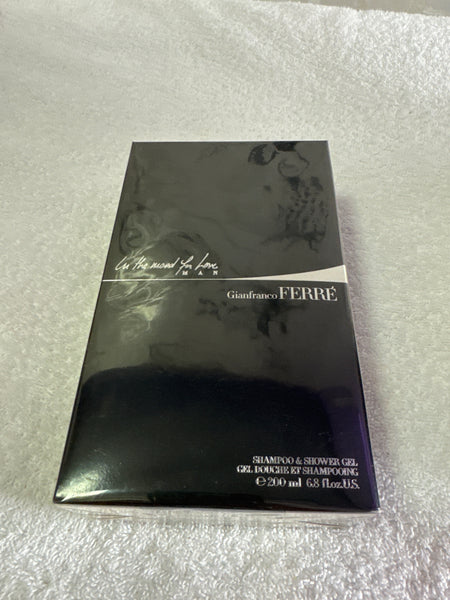 In the mood for Love
MAN
Gianfranco FERRÉ
SHAMPOO & SHOWER GEL
GEL DOUCHE ET SHAMPOOING
℮ 200 ml 6.8 fl.oz.U.S.